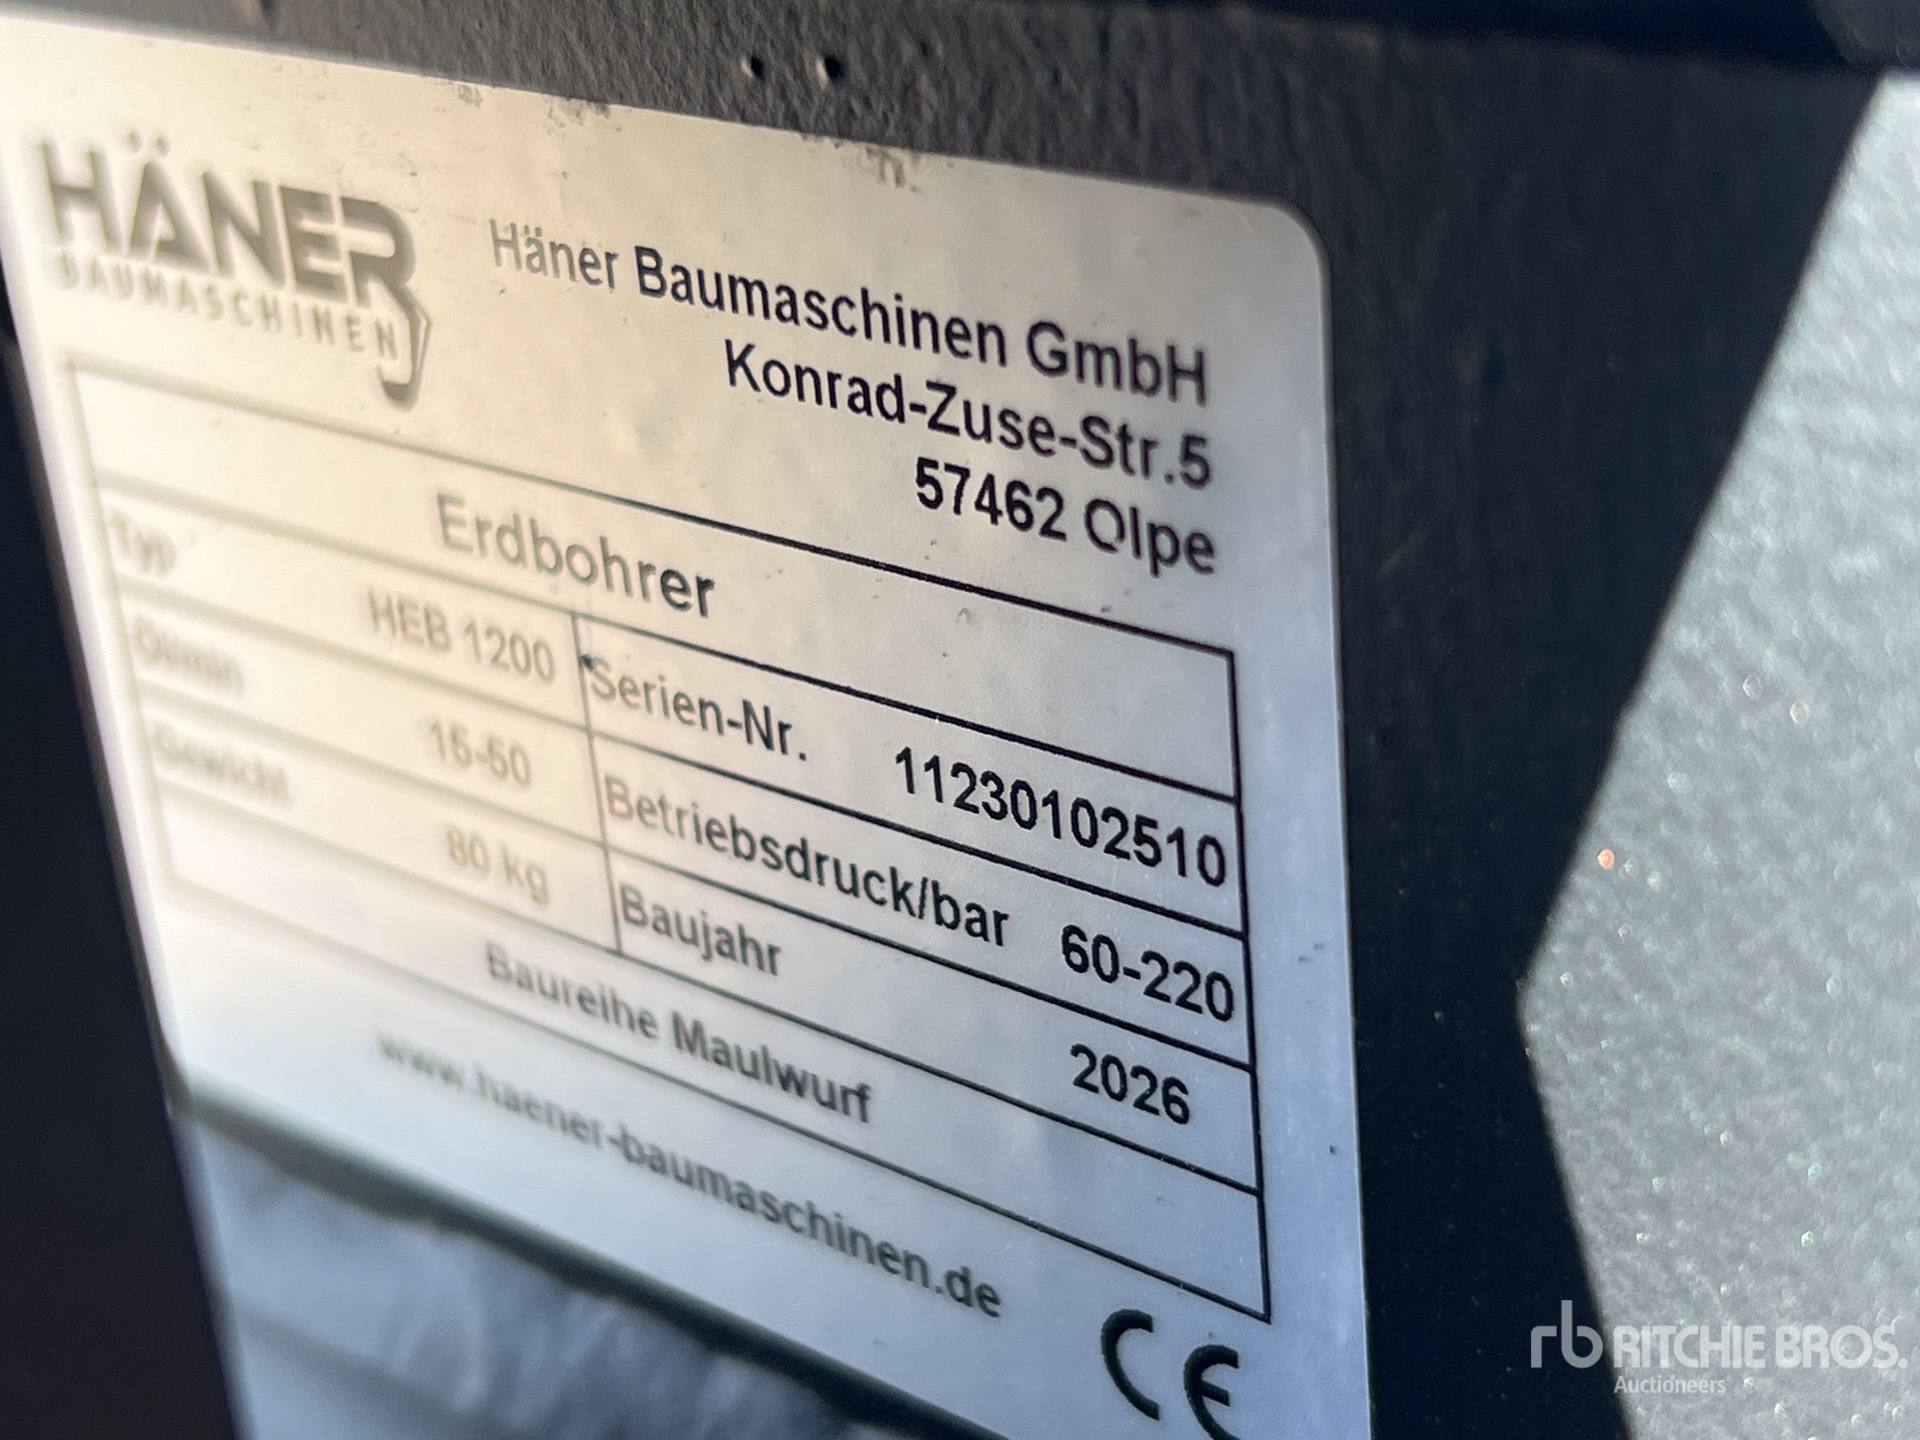 HÄNER
BAUMASCHINEN
Häner Baumaschinen GmbH
Konrad-Zuse-Str.5
57462 Olpe
Erdbohrer
Typ HEB 1200 Serien-Nr. 11230102510
Öl/min 15-50 Betriebsdruck/bar 60-220
Gewicht 80 kg Baujahr 2026
Baureihe Maulwurf
www.haener-baumaschinen.de
CE
rb RITCHIE BROS.
Auctioneers